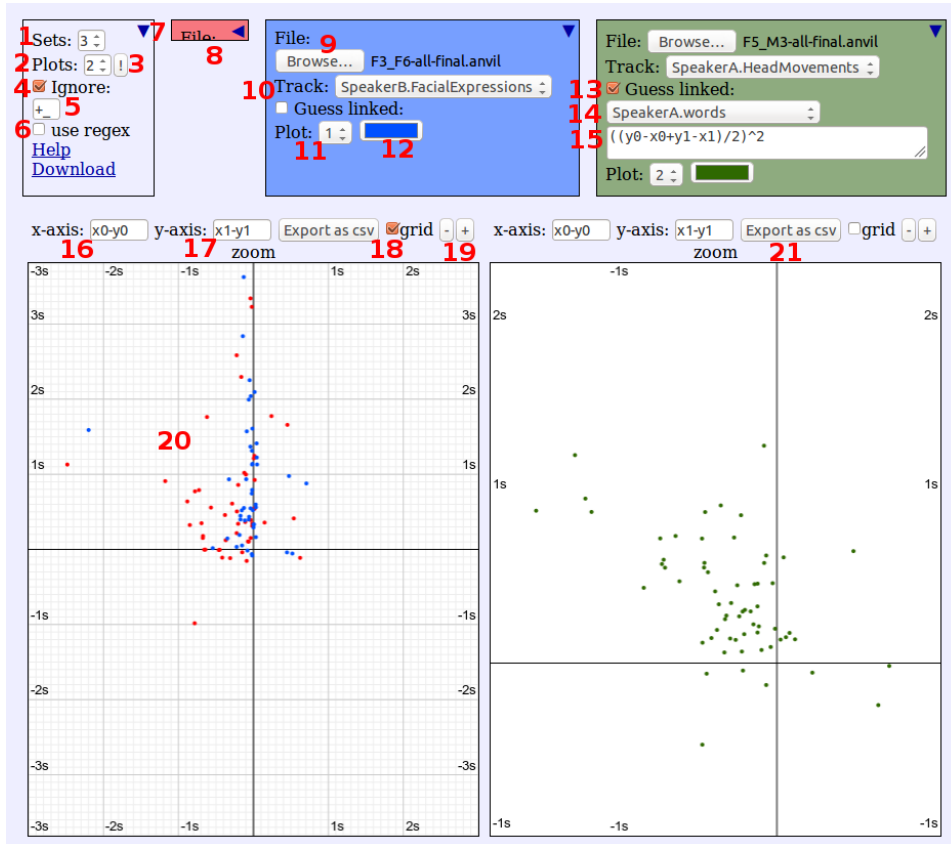 1 Sets: 3
2 Plots: 2 ! 3
4 Ignore:
+_ 5
6 use regex
Help
Download
7 File: 8
File: 9
Browse... F3_F6-all-final.anvil
10 Track: SpeakerB.FacialExpressions
Guess linked:
Plot: 1
11 12
File: Browse... F5_M3-all-final.anvil
Track: SpeakerA.HeadMovements
13 Guess linked:
14 SpeakerA.words
15 ((y0-x0+y1-x1)/2)^2
Plot: 2
x-axis: x0-y0 y-axis: x1-y1 Export as csv grid - +
16 17 18 19
zoom
-3s -2s -1s 1s 2s
3s 3s
2s 2s
20
1s 1s
-1s -1s
-2s -2s
-3s -3s
-3s -2s -1s 1s 2s
x-axis: x0-y0 y-axis: x1-y1 Export as csv grid - +
zoom 21
-1s
2s 2s
1s 1s
-1s -1s -1s